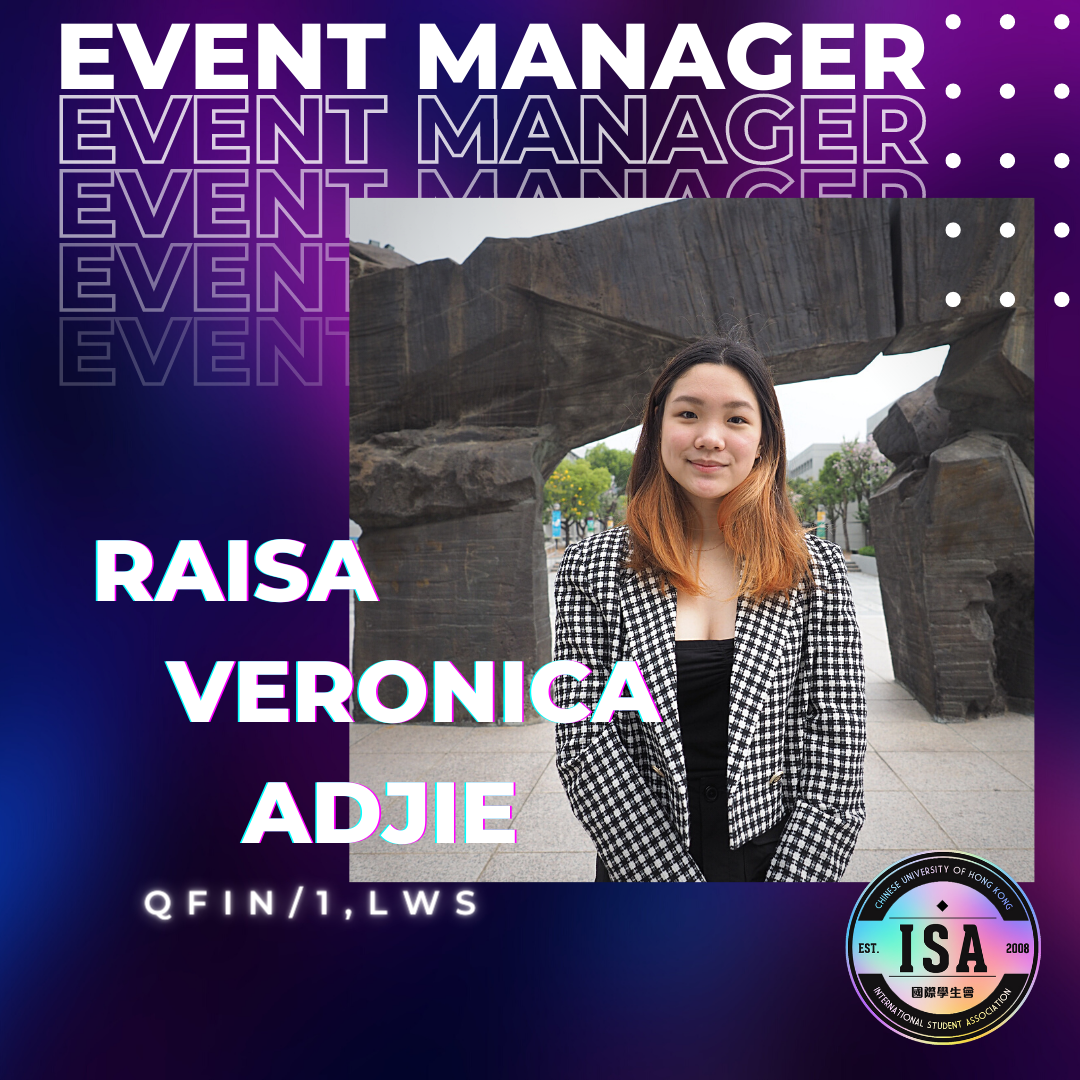 EVENT MANAGER
EVENT MANAGER
EVENT MANAGER
EVENT
EVENT
RAISA
VERONICA
ADJIE
QFIN/1,LWS
CHINESE UNIVERSITY OF HONG KONG
EST. ISA 2008
國際學生會
INTERNATIONAL STUDENT ASSOCIATION